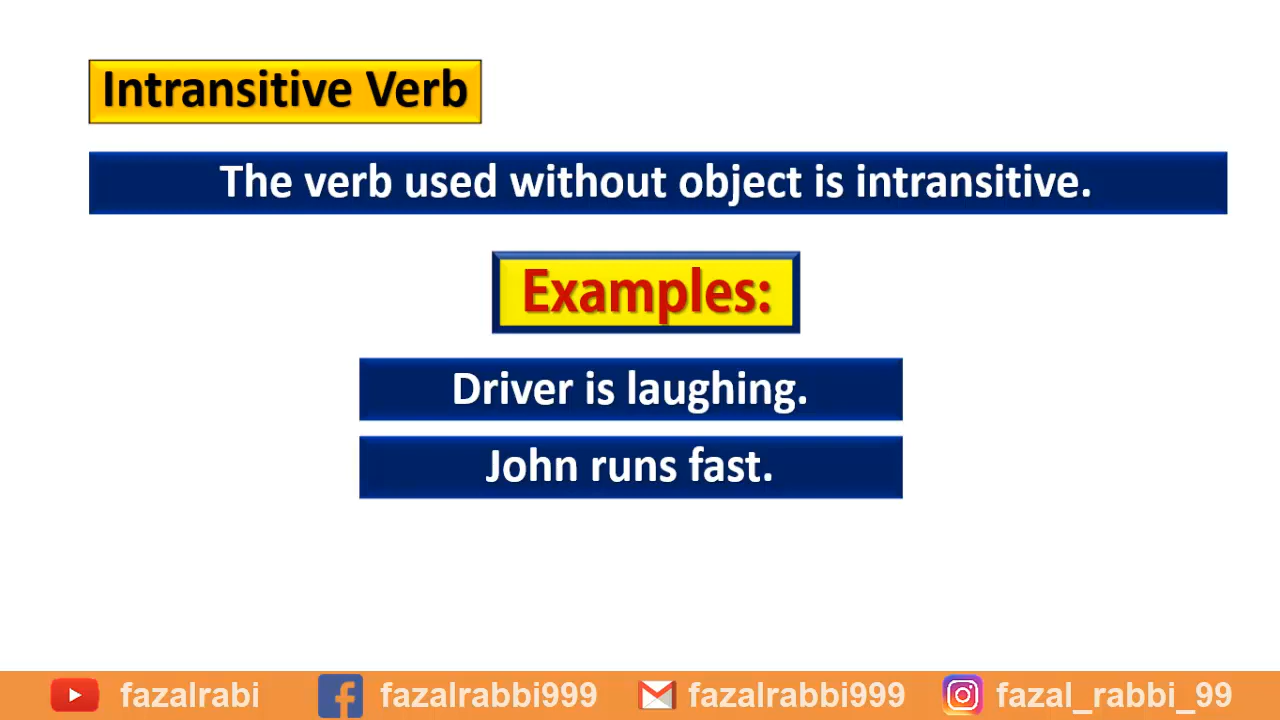 Intransitive Verb
The verb used without object is intransitive.
Examples:
Driver is laughing.
John runs fast.
fazalrabi fazalrabbi999 fazalrabbi999 fazal_rabbi_99